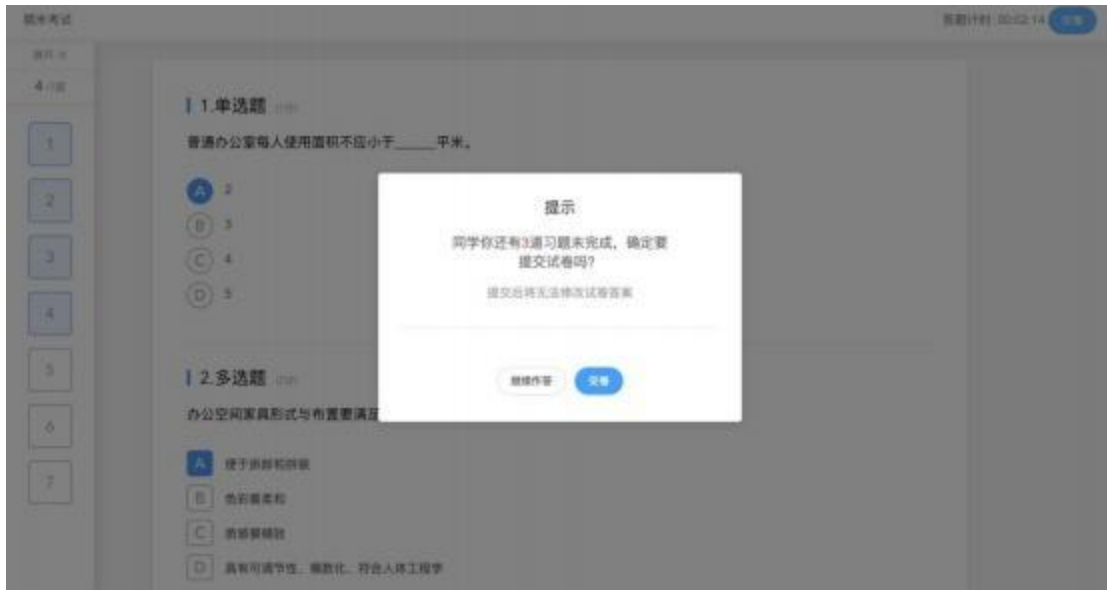 期末考试
答题计时 00:02:14
交卷
1
2
3
4
5
6
7
1.单选题
普通办公室每人使用面积不应小于______平米。
A 2
B 3
C 4
D 5
2.多选题
办公空间家具形式与布置要满足
A 便于拆卸和拼装
B 色彩要柔和
C
D 具有可调节性、模数化、符合人体工程学
提示
同学你还有3道习题未完成，确定要
提交试卷吗?
提交后将无法修改试卷答案
继续作答
交卷